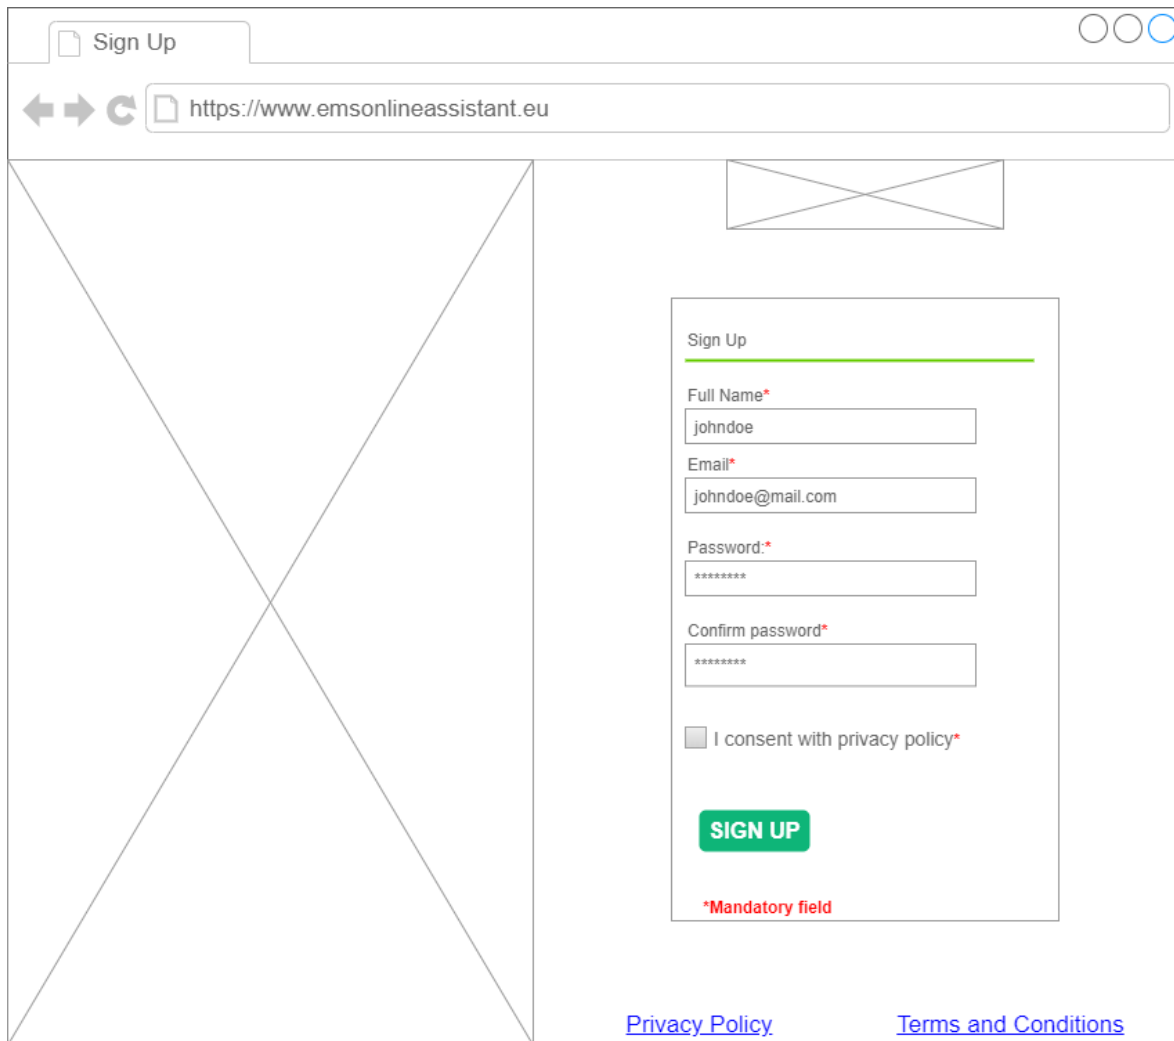 Sign Up
https://www.emsonlineassistant.eu
Sign Up
Full Name*
johndoe
Email*
johndoe@mail.com
Password:*
********
Confirm password*
********
I consent with privacy policy*
SIGN UP
*Mandatory field
Privacy Policy Terms and Conditions